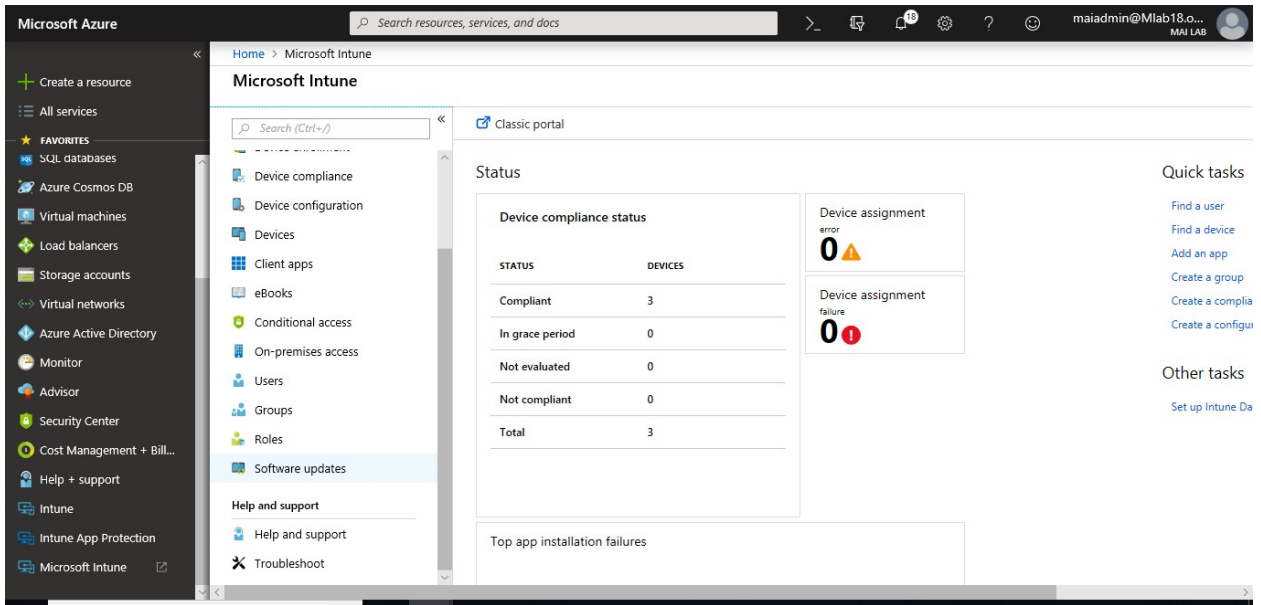 Microsoft Azure
Search resources, services, and docs
18
maiadmin@Mlab18.o...
MAI LAB
Create a resource
All services
FAVORITES
SQL databases
Azure Cosmos DB
Virtual machines
Load balancers
Storage accounts
Virtual networks
Azure Active Directory
Monitor
Advisor
Security Center
Cost Management + Bill...
Help + support
Intune
Intune App Protection
Microsoft Intune
Home > Microsoft Intune
Microsoft Intune
Search (Ctrl+/)
Device compliance
Device configuration
Devices
Client apps
eBooks
Conditional access
On-premises access
Users
Groups
Roles
Software updates
Help and support
Help and support
Troubleshoot
Classic portal
Status
Device compliance status
STATUS DEVICES
Compliant 3
In grace period 0
Not evaluated 0
Not compliant 0
Total 3
Device assignment
error
0
Device assignment
failure
0
Top app installation failures
Quick tasks
Find a user
Find a device
Add an app
Create a group
Create a complia
Create a configur
Other tasks
Set up Intune Da